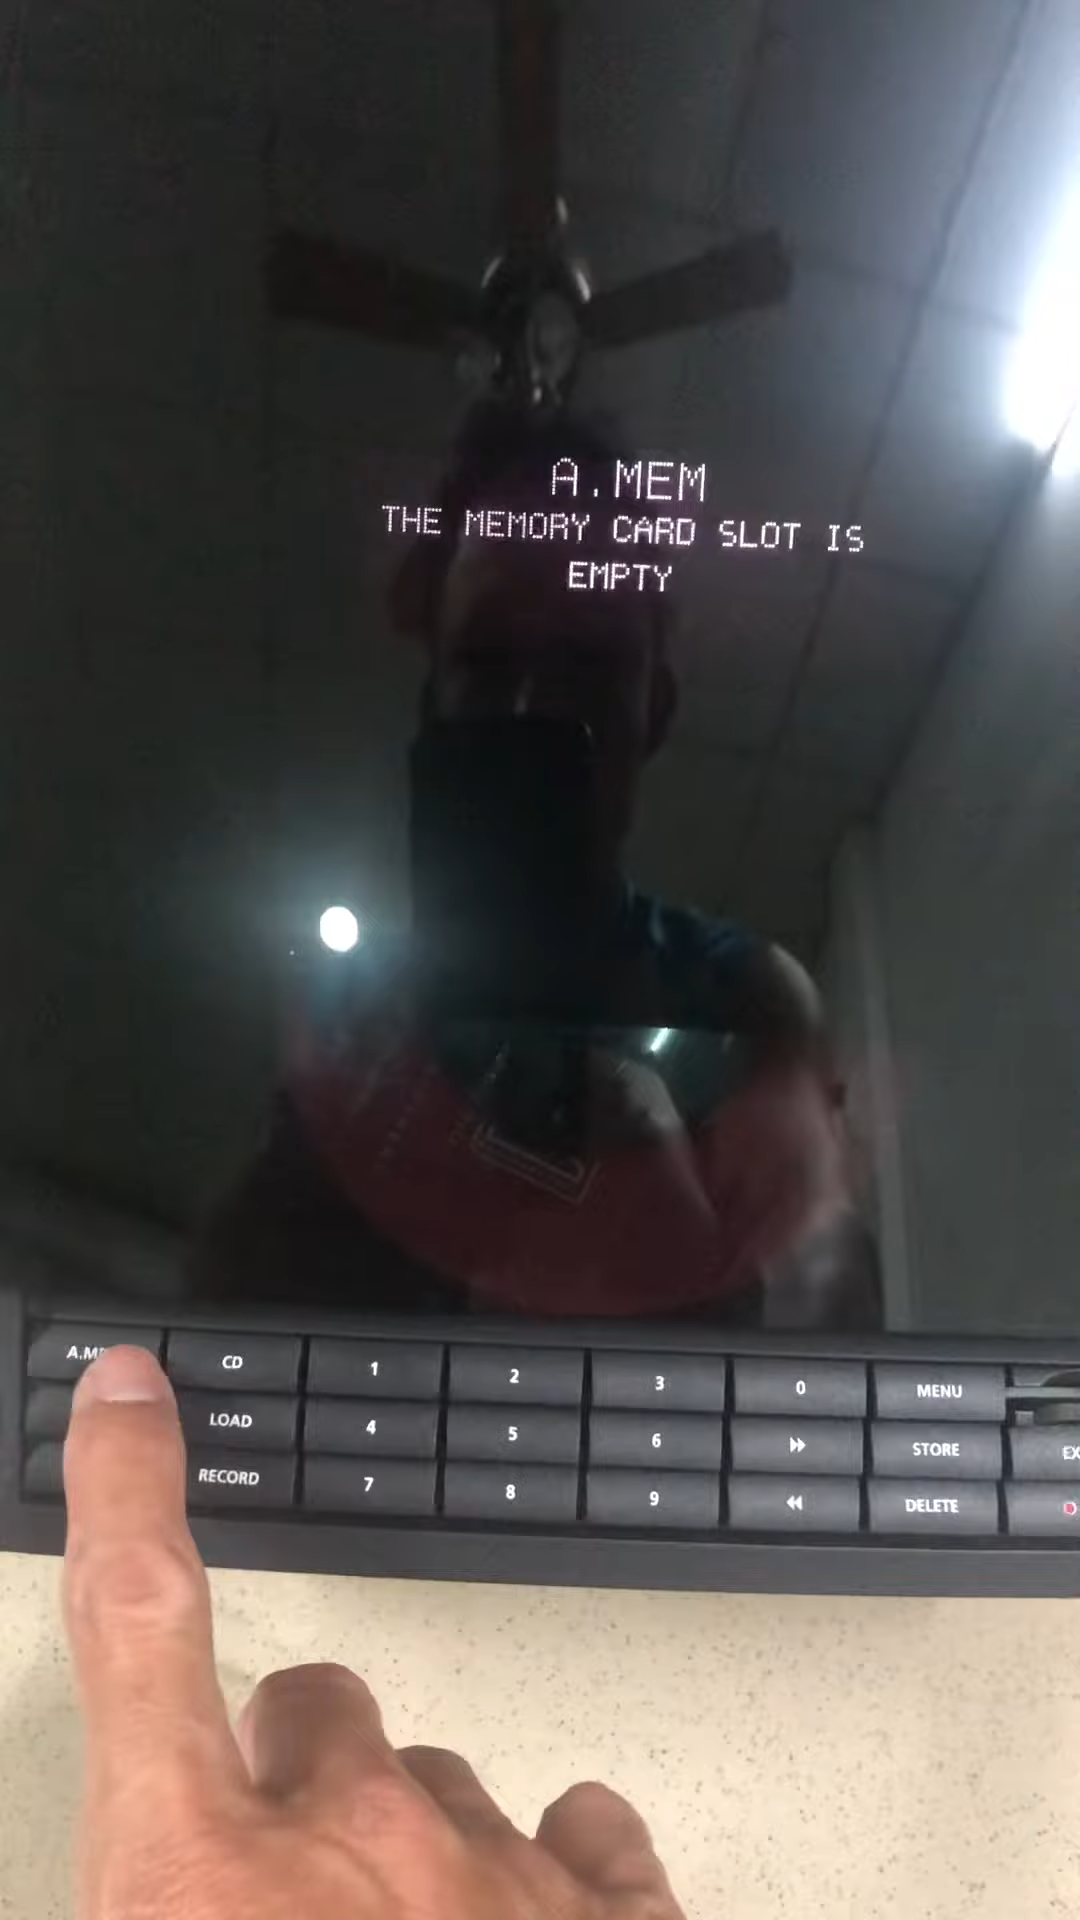 A.MEM
THE MEMORY CARD SLOT IS
EMPTY
CD 1 2 3 0 MENU
LOAD 4 5 6 STORE
RECORD 7 8 9 DELETE